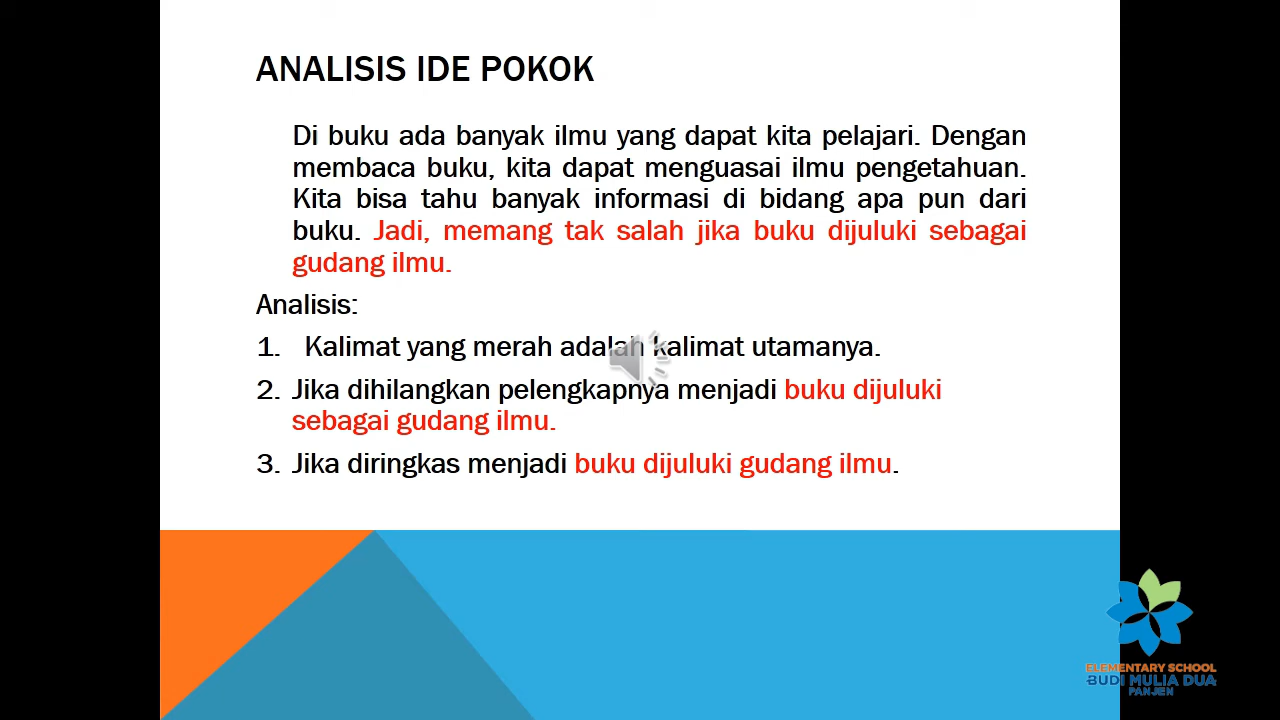 ANALISIS IDE POKOK
Di buku ada banyak ilmu yang dapat kita pelajari. Dengan
membaca buku, kita dapat menguasai ilmu pengetahuan.
Kita bisa tahu banyak informasi di bidang apa pun dari
buku. Jadi, memang tak salah jika buku dijuluki sebagai
gudang ilmu.
Analisis:
1. Kalimat yang merah adalah kalimat utamanya.
2. Jika dihilangkan pelengkapnya menjadi buku dijuluki
sebagai gudang ilmu.
3. Jika diringkas menjadi buku dijuluki gudang ilmu.
ELEMENTARY SCHOOL
BUDI MULIA DUA
PANJEN